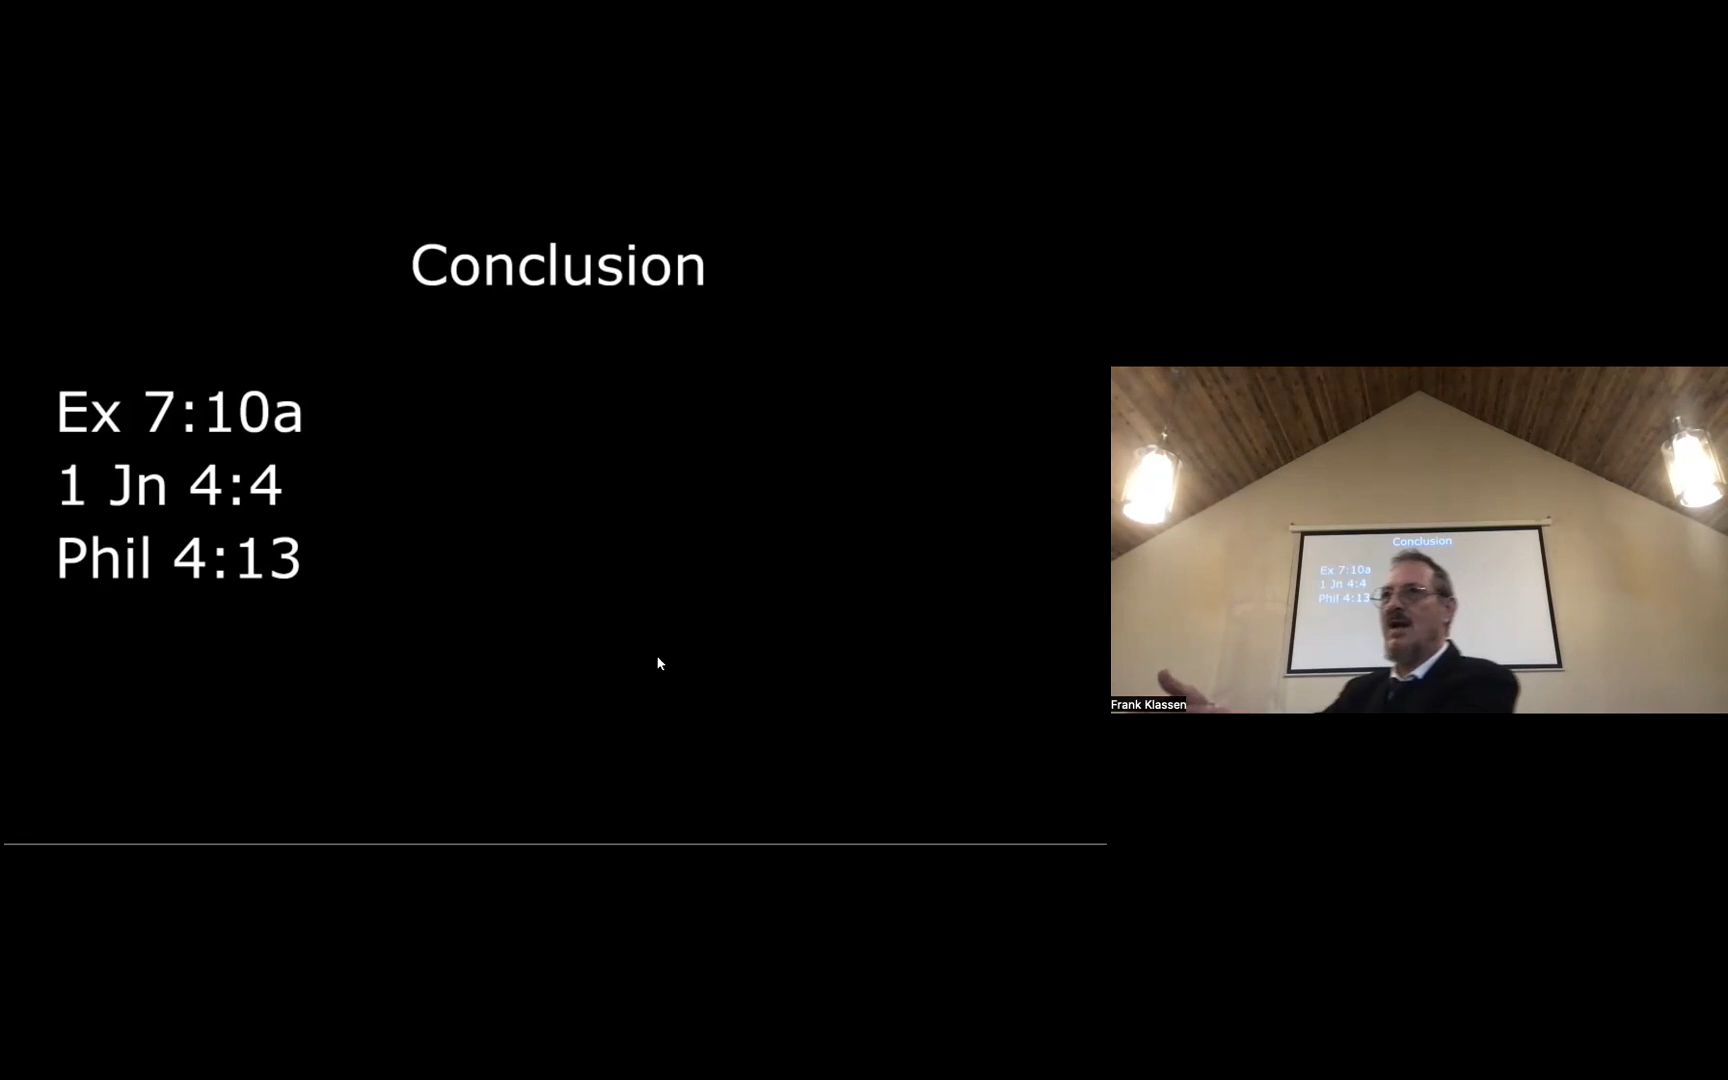 Conclusion
Ex 7:10a
1 Jn 4:4
Phil 4:13
Conclusion
Ex 7:10a
1 Jn 4:4
Phil 4:13
Frank Klassen